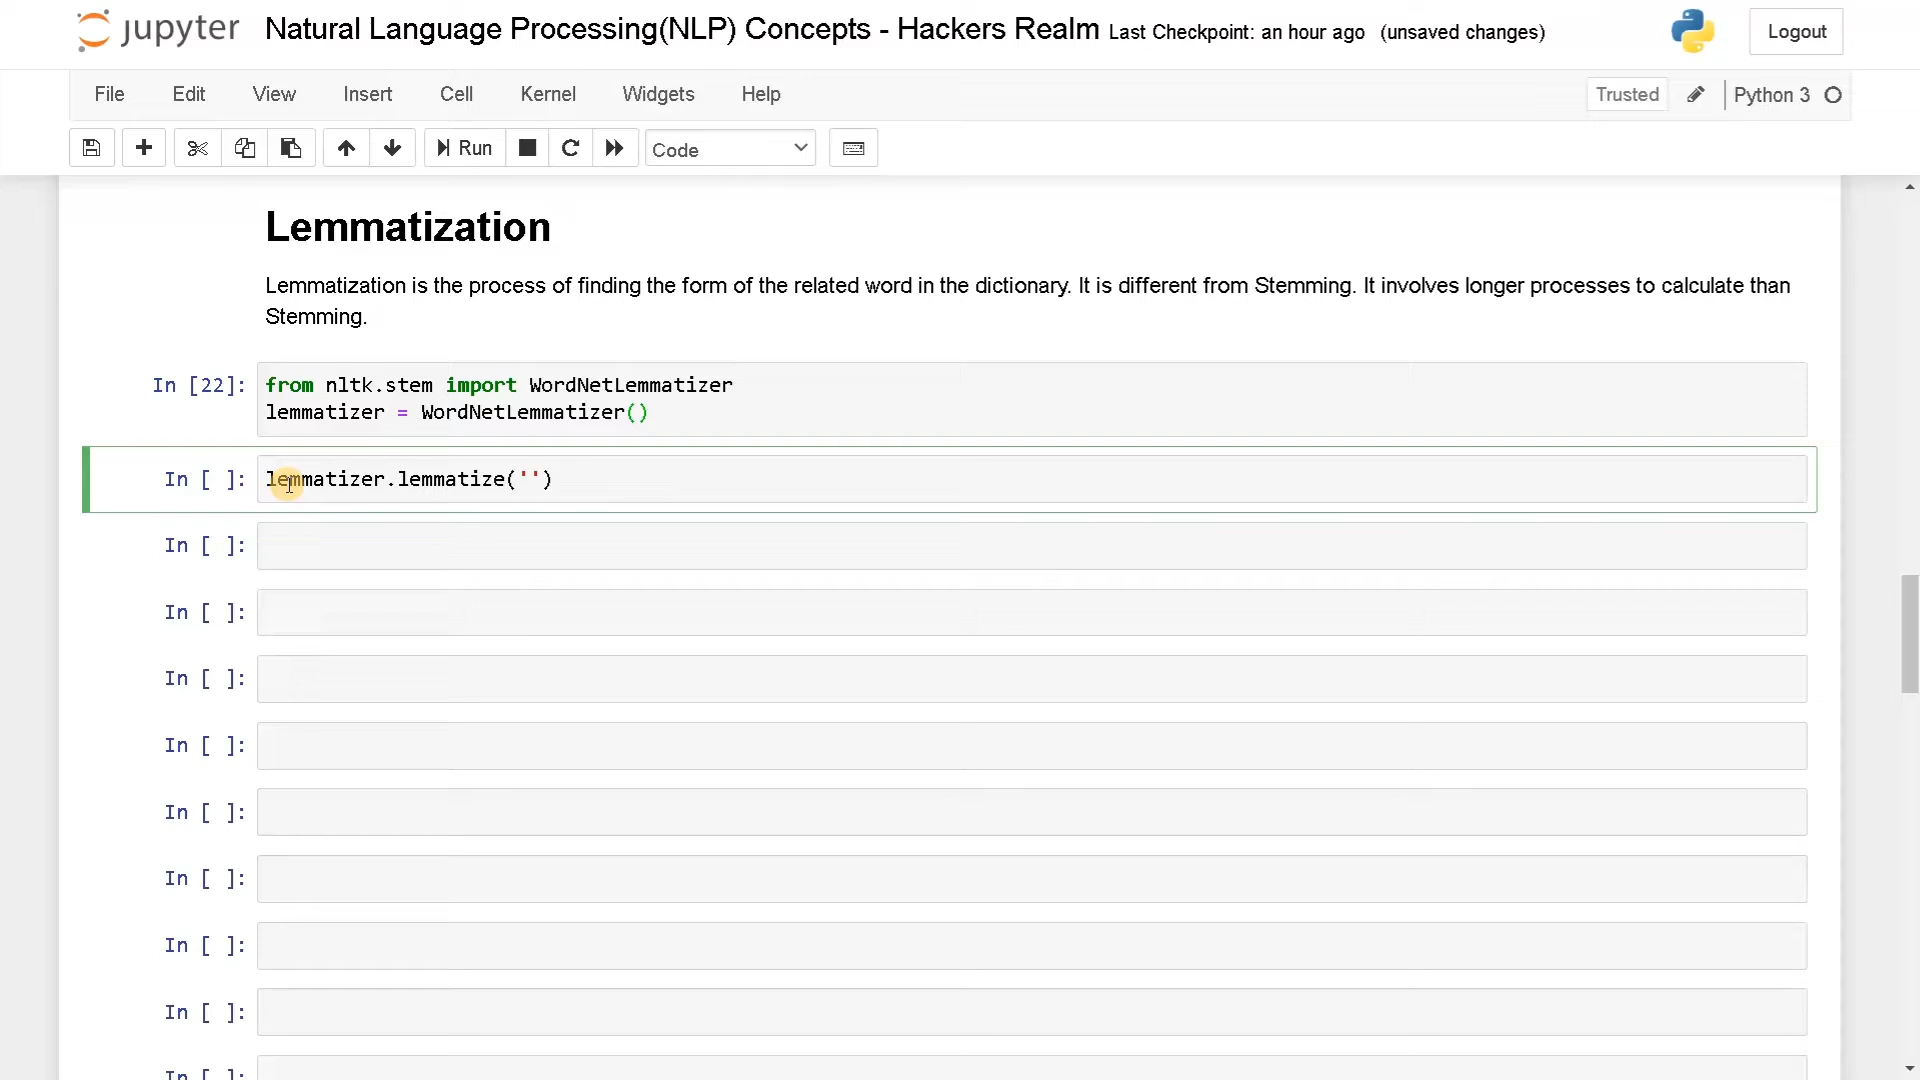 jupyter Natural Language Processing(NLP) Concepts - Hackers Realm Last Checkpoint: an hour ago (unsaved changes) Logout
File Edit View Insert Cell Kernel Widgets Help Trusted Python 3
Run Code
Lemmatization
Lemmatization is the process of finding the form of the related word in the dictionary. It is different from Stemming. It involves longer processes to calculate than
Stemming.
In [22]: from nltk.stem import WordNetLemmatizer
lemmatizer = WordNetLemmatizer()
In [ ]: lemmatizer.lemmatize('')
In [ ]:
In [ ]:
In [ ]:
In [ ]:
In [ ]:
In [ ]:
In [ ]:
In [ ]:
In [ ]: